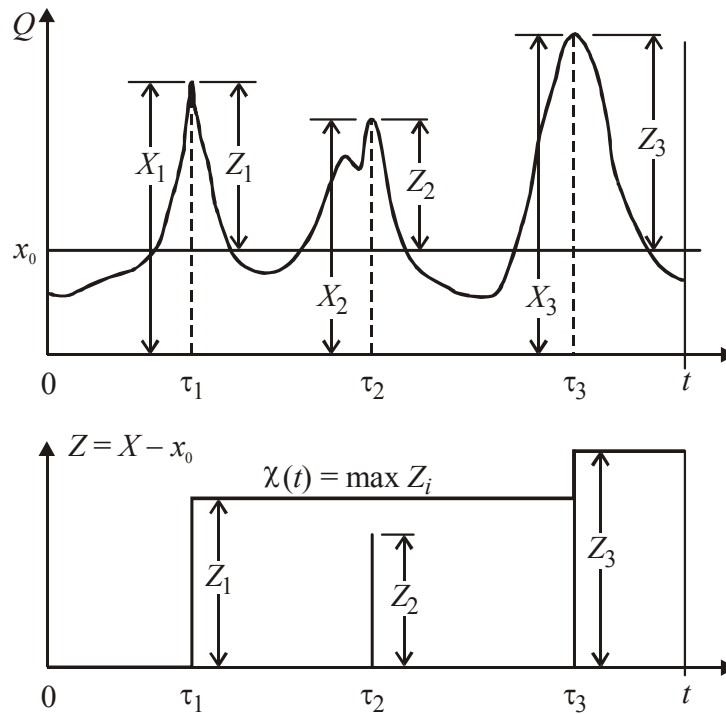 Q
X₁ Z₁ X₂ Z₂ X₃ Z₃
x₀
0 τ₁ τ₂ τ₃ t
Z = X – x₀
χ(t) = max Zᵢ
Z₁ Z₂ Z₃
0 τ₁ τ₂ τ₃ t